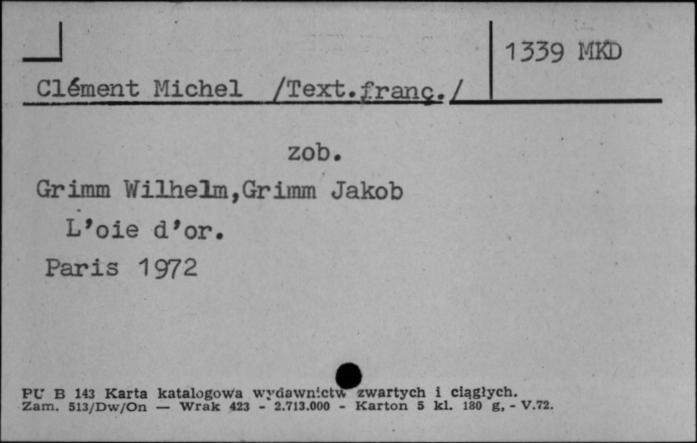 1339 MKD
Clément Michel /Text.franç./
zob.
Grimm Wilhelm,Grimm Jakob
L'oie d'or.
Paris 1972
PU B 143 Karta katalogowa wydawnictw zwartych i ciągłych.
Zam. 513/Dw/On — Wrak 423 - 2.713.000 - Karton 5 kl. 180 g. - V.72.